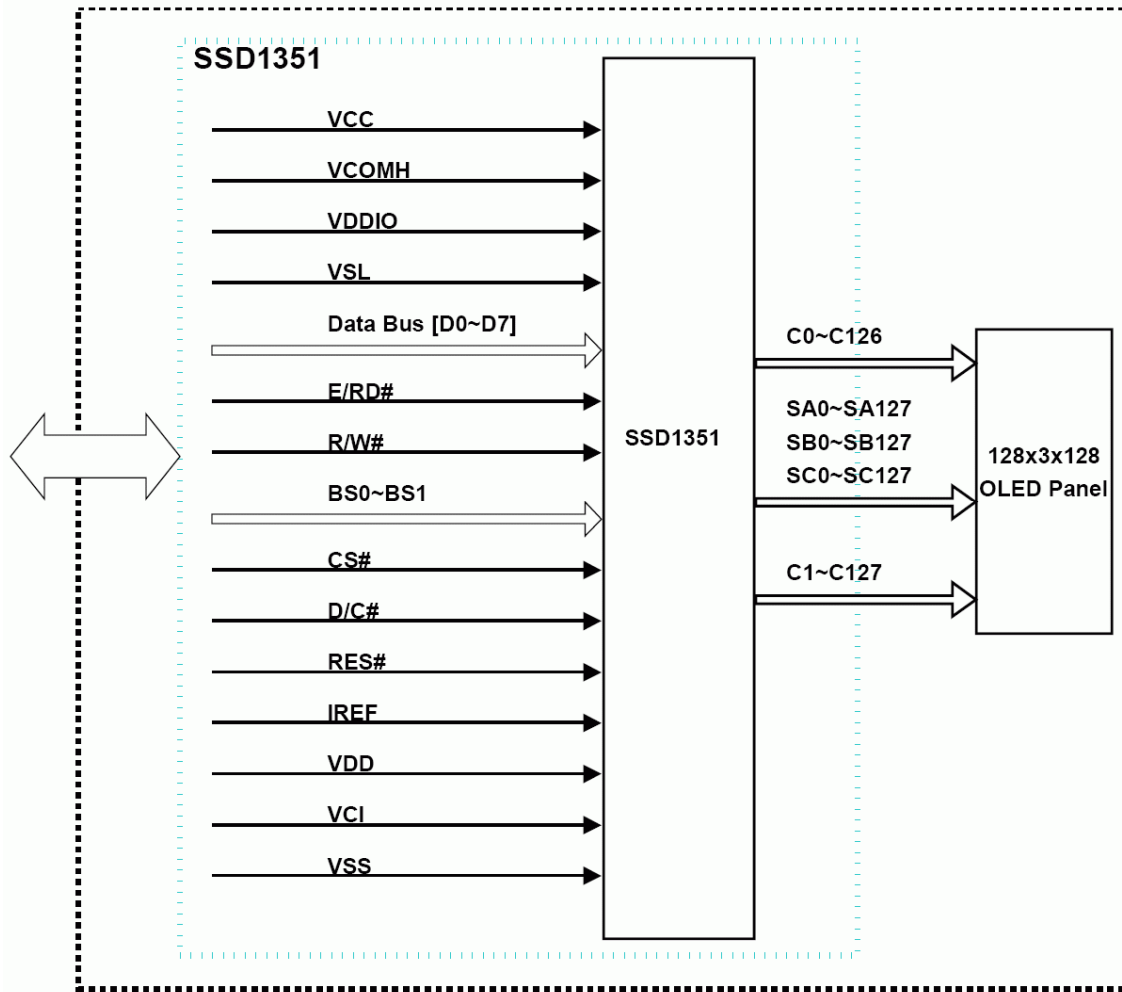 SSD1351
VCC
VCOMH
VDDIO
VSL
Data Bus [D0~D7]
E/RD#
R/W#
BS0~BS1
CS#
D/C#
RES#
IREF
VDD
VCI
VSS
SSD1351
C0~C126
SA0~SA127
SB0~SB127
SC0~SC127
C1~C127
128x3x128
OLED Panel